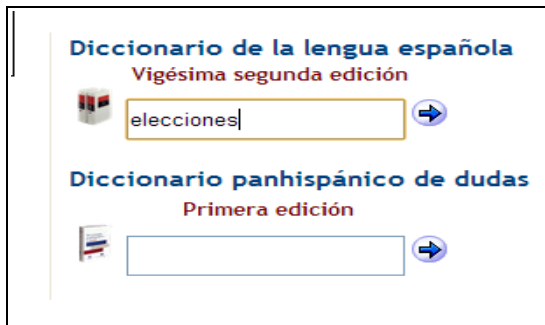 Diccionario de la lengua española
Vigésima segunda edición
elecciones
Diccionario panhispánico de dudas
Primera edición